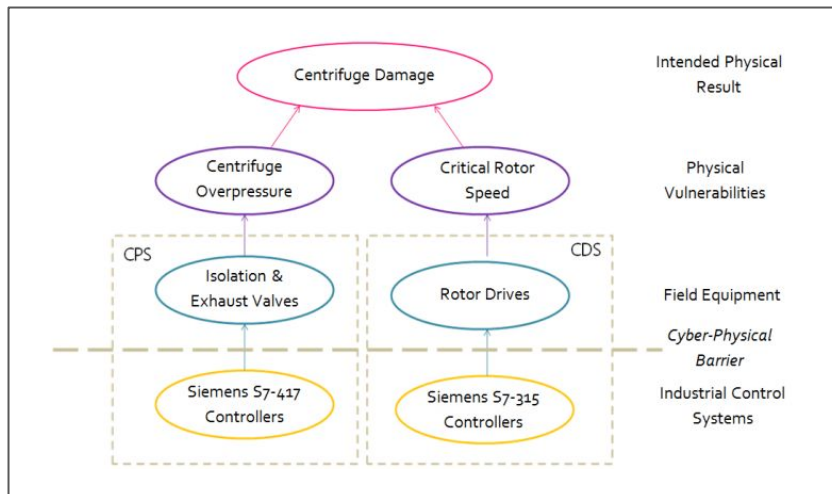 Centrifuge Damage
Intended Physical
Result
Centrifuge
Overpressure
Critical Rotor
Speed
Physical
Vulnerabilities
CPS
CDS
Isolation &
Exhaust Valves
Rotor Drives
Field Equipment
Cyber-Physical
Barrier
Siemens S7-417
Controllers
Siemens S7-315
Controllers
Industrial Control
Systems